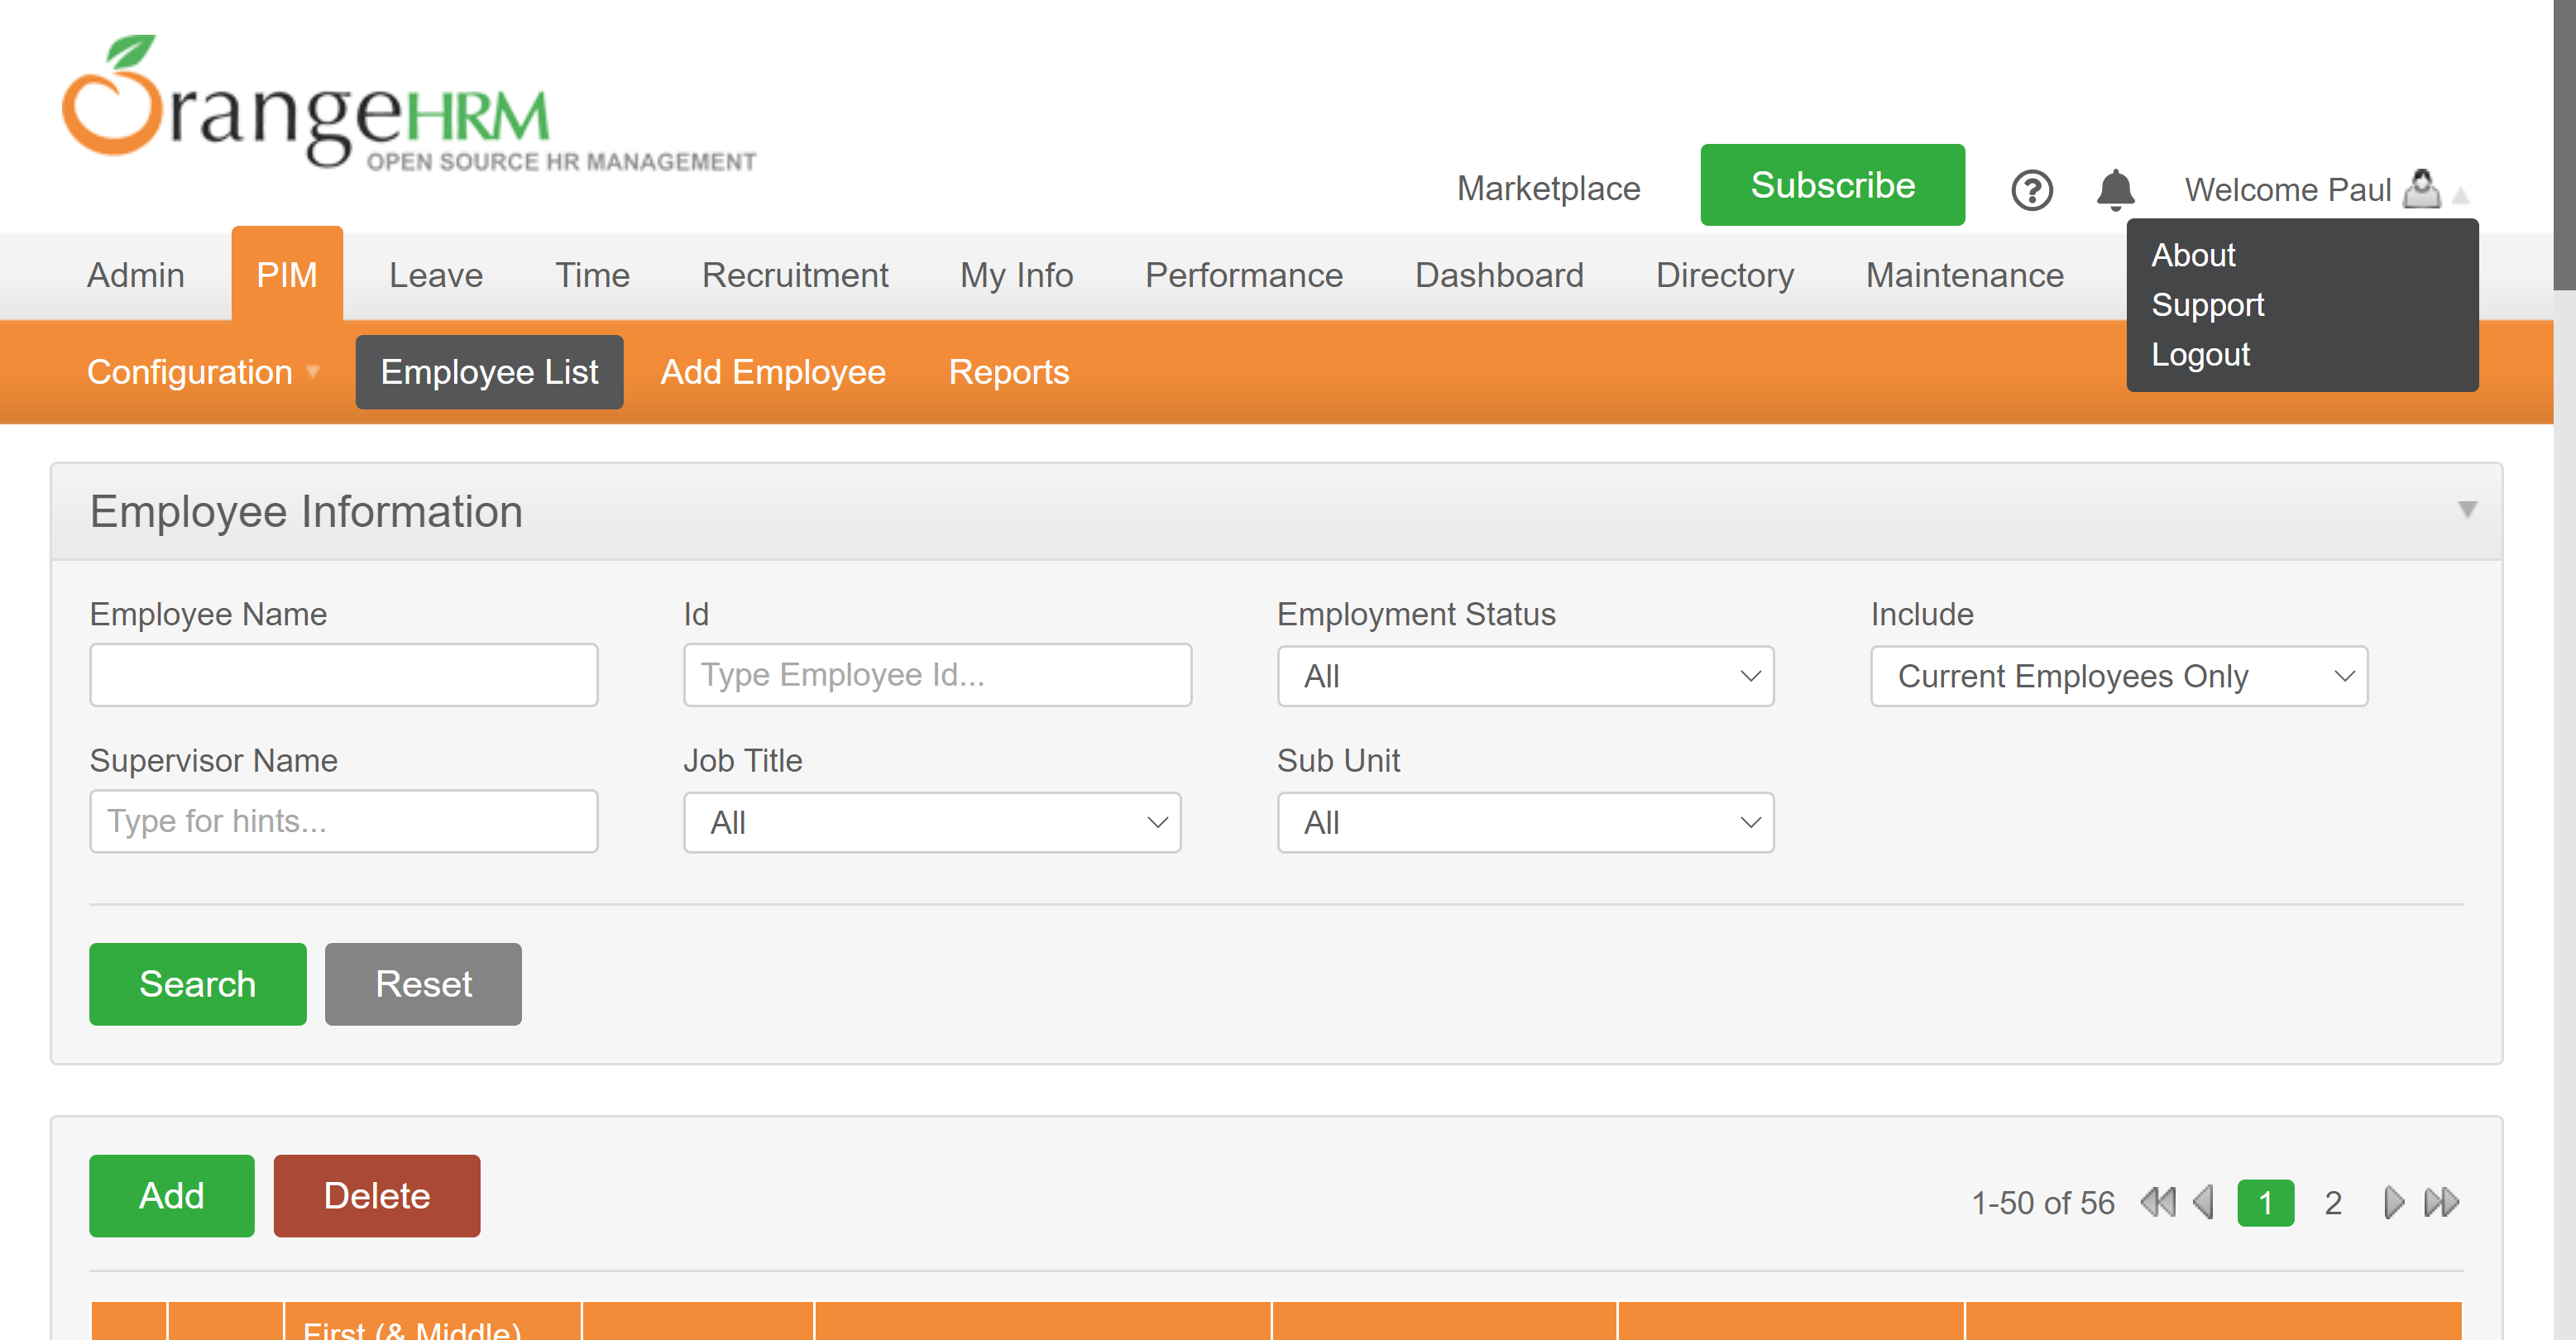 OrangeHRM
OPEN SOURCE HR MANAGEMENT
Marketplace
Subscribe
Welcome Paul
About
Support
Logout
Admin
PIM
Leave
Time
Recruitment
My Info
Performance
Dashboard
Directory
Maintenance
Configuration
Employee List
Add Employee
Reports
Employee Information
Employee Name
Id
Employment Status
Include
Type Employee Id...
All
Current Employees Only
Supervisor Name
Job Title
Sub Unit
Type for hints...
All
All
Search
Reset
Add
Delete
1-50 of 56
1
2
First (& Middle)